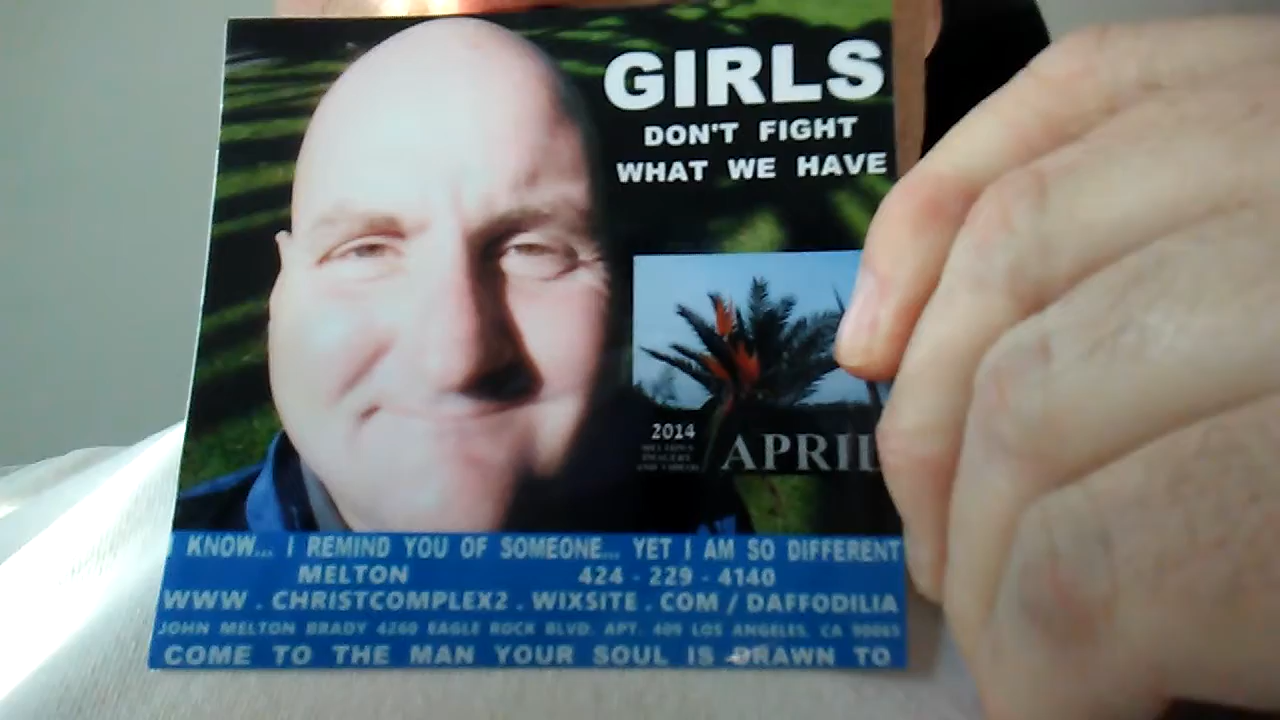 GIRLS
DON'T FIGHT
WHAT WE HAVE
2014
APRIL
I KNOW... I REMIND YOU OF SOMEONE... YET I AM SO DIFFERENT
MELTON 424 - 229 - 4140
WWW . CHRISTCOMPLEX2 . WIXSITE . COM / DAFFODILIA
JOHN MELTON BRADY 4260 EAGLE ROCK BLVD. APT. 409 LOS ANGELES, CA 90065
COME TO THE MAN YOUR SOUL IS DRAWN TO